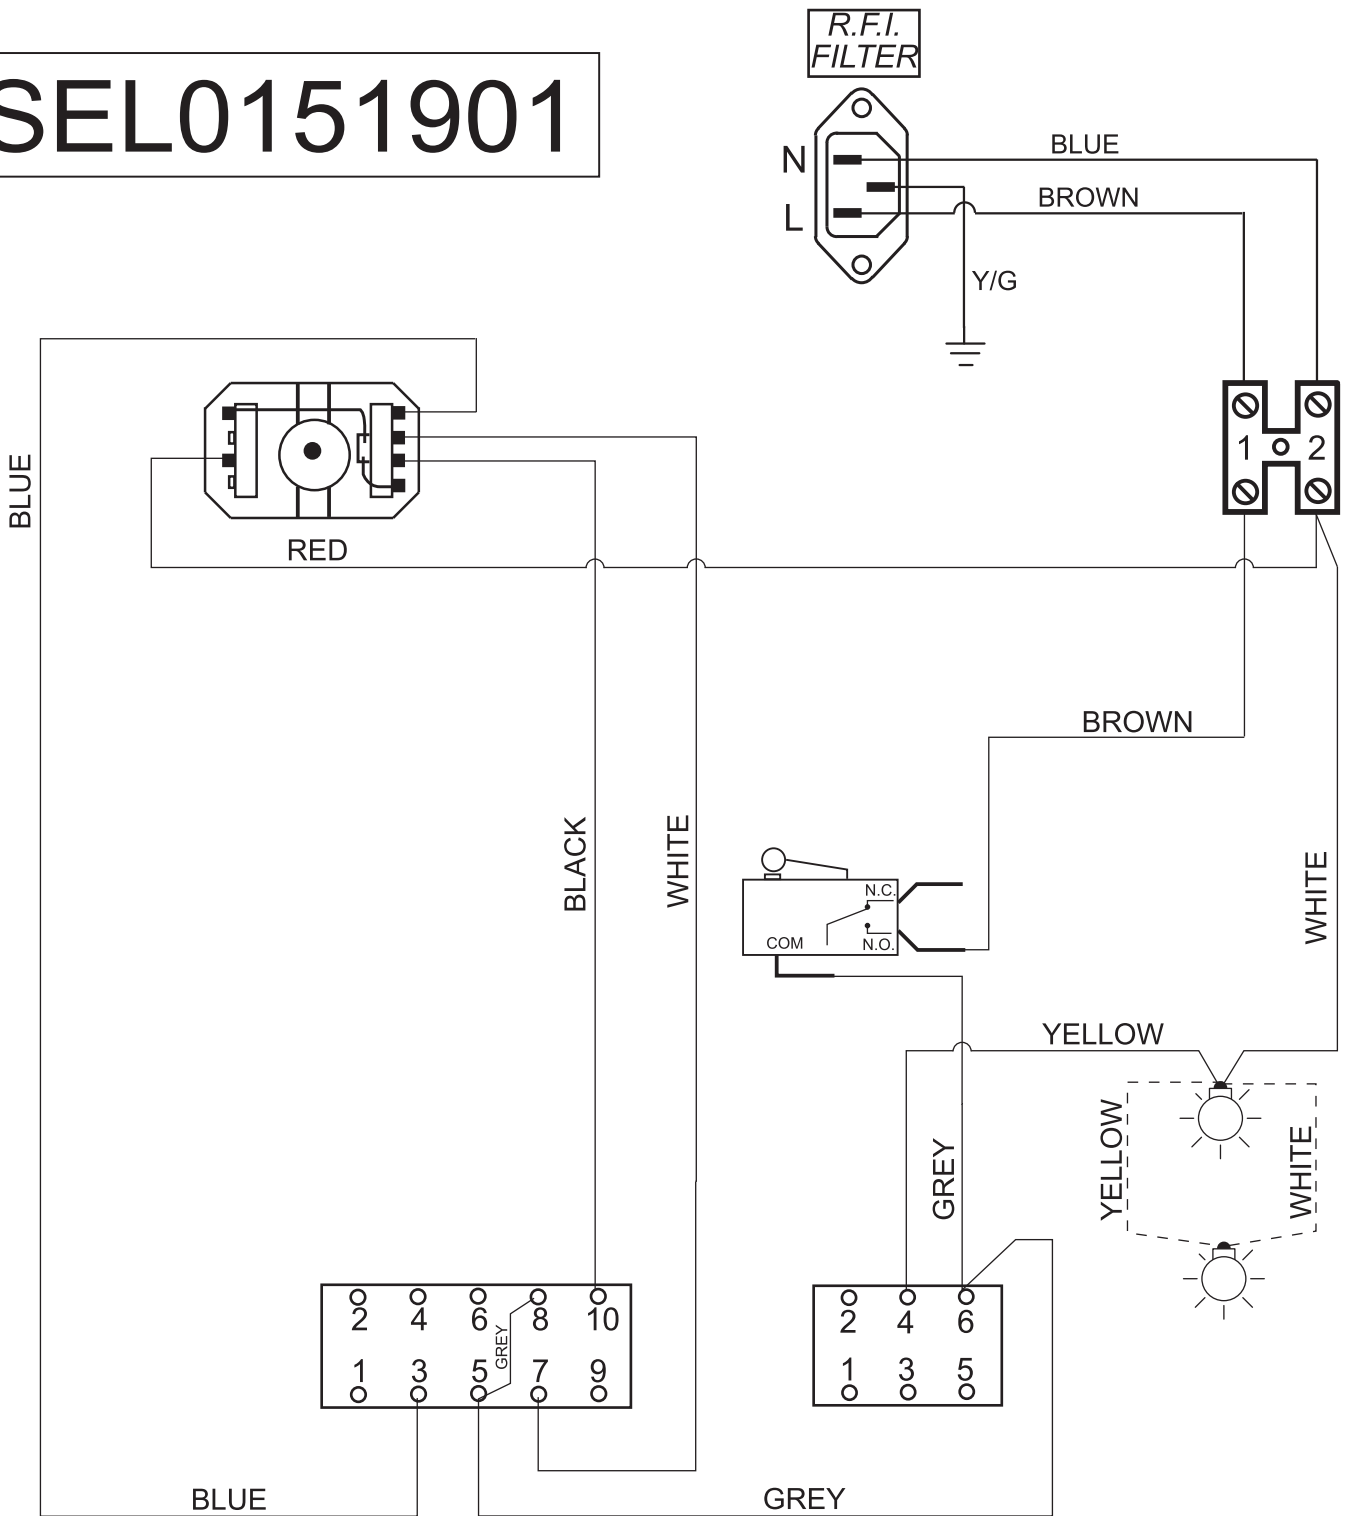 R.F.I.
FILTER
SEL0151901
N
L
BLUE
BROWN
Y/G
1 2
BLUE
RED
BROWN
BLACK
WHITE
N.C.
COM
N.O.
WHITE
YELLOW
GREY
YELLOW
WHITE
2 4 6 8 10
GREY
1 3 5 7 9
2 4 6
1 3 5
BLUE
GREY